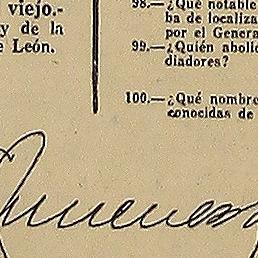 viejo.-
y de la
e León.
98.—¿Qué notable
ba de localiza
por el Genera
99.—¿Quién abolió
diadores?
100.—¿Qué nombre
conocidas de